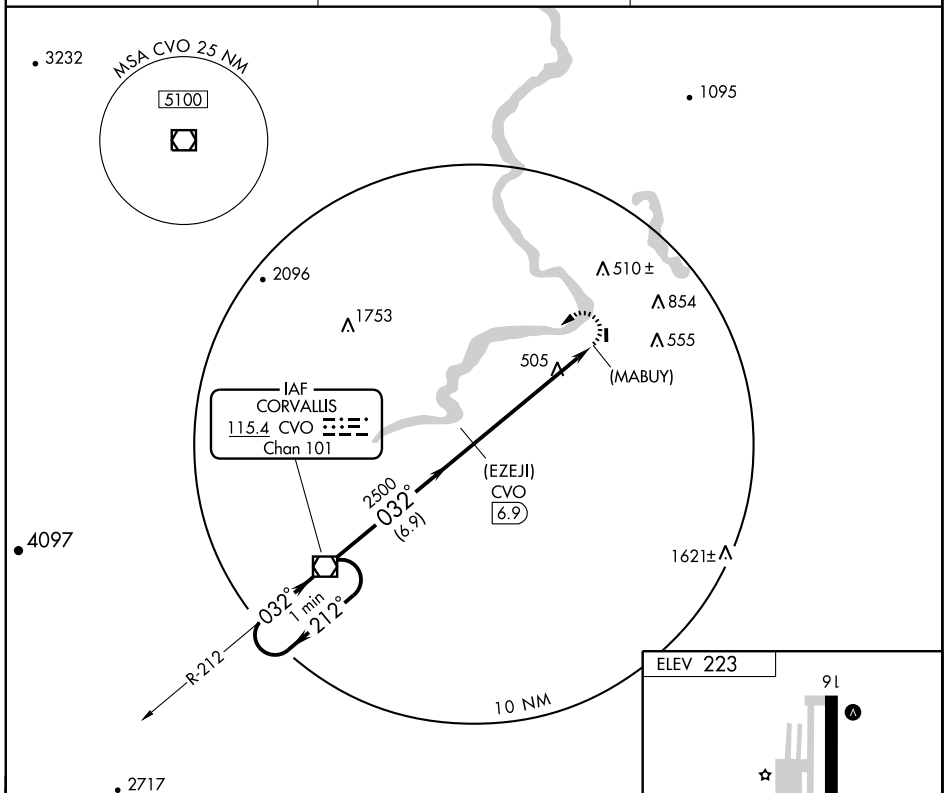 MSA CVO 25 NM
5100
3232
1095
2096
1753
510 ±
854
555
505
(MABUY)
IAF
CORVALLIS
115.4 CVO
Chan 101
(EZEJI)
CVO
6.9
2500
032°
(6.9)
4097
1621±
032°
1 min
212°
R-212
10 NM
2717
ELEV 223
16